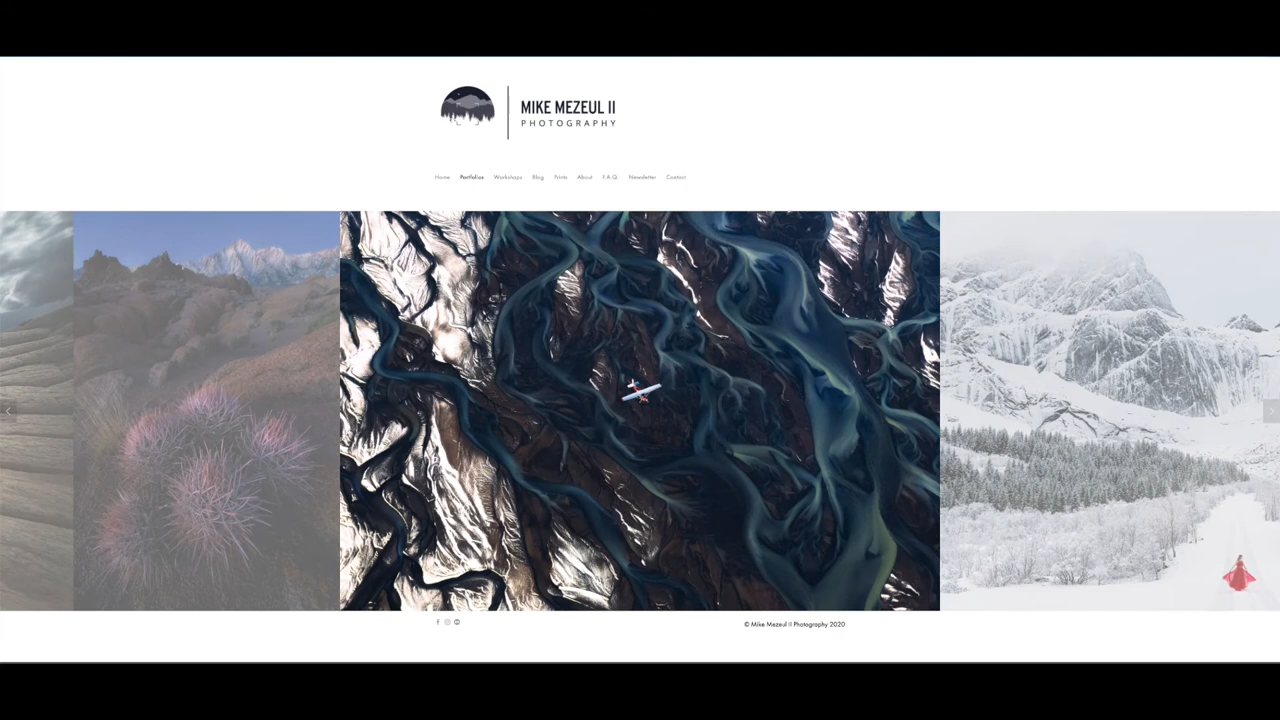 MIKE MEZEUL II
PHOTOGRAPHY
Home Portfolios Workshops Blog Prints About F.A.Q. Newsletter Contact
© Mike Mezeul II Photography 2020